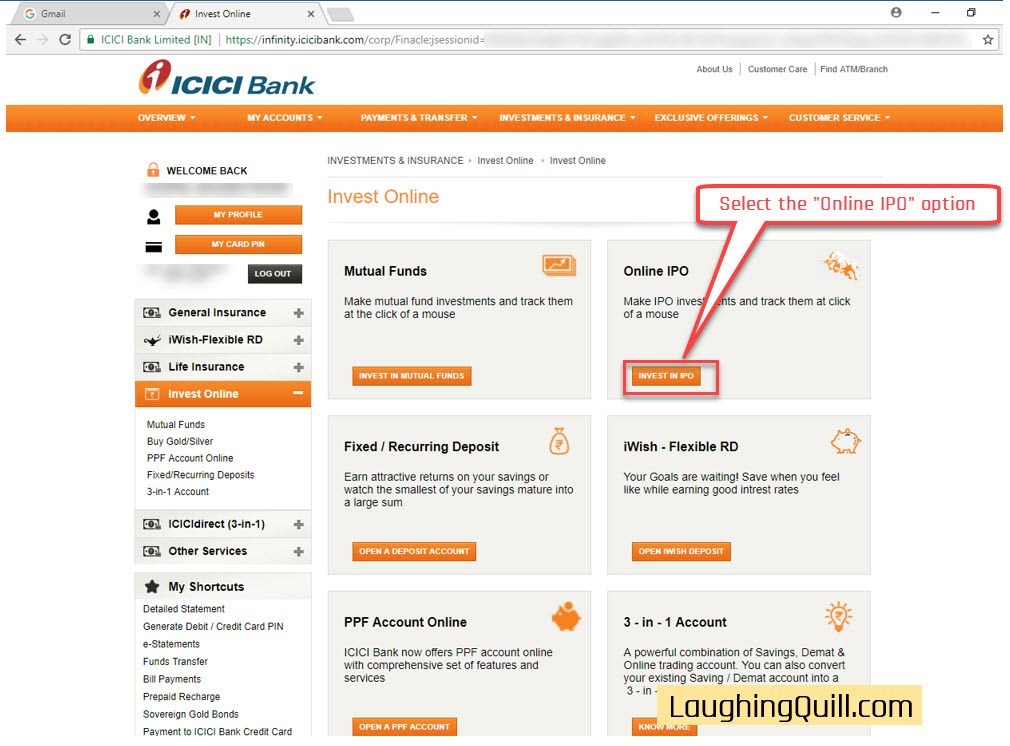 Gmail
Invest Online
ICICI Bank Limited [IN] https://infinity.icicibank.com/corp/Finacle;jsessionid=
ICICI Bank
About Us Customer Care Find ATM/Branch
OVERVIEW MY ACCOUNTS PAYMENTS & TRANSFER INVESTMENTS & INSURANCE EXCLUSIVE OFFERINGS CUSTOMER SERVICE
WELCOME BACK
MY PROFILE
MY CARD PIN
LOG OUT
General Insurance
iWish-Flexible RD
Life Insurance
Invest Online
Mutual Funds
Buy Gold/Silver
PPF Account Online
Fixed/Recurring Deposits
3-in-1 Account
ICICIdirect (3-in-1)
Other Services
My Shortcuts
Detailed Statement
Generate Debit / Credit Card PIN
e-Statements
Funds Transfer
Bill Payments
Prepaid Recharge
Sovereign Gold Bonds
Payment to ICICI Bank Credit Card
INVESTMENTS & INSURANCE Invest Online Invest Online
Invest Online
Select the "Online IPO" option
Mutual Funds
Make mutual fund investments and track them
at the click of a mouse
INVEST IN MUTUAL FUNDS
Online IPO
Make IPO investments and track them at click
of a mouse
INVEST IN IPO
Fixed / Recurring Deposit
Earn attractive returns on your savings or
watch the smallest of your savings mature into
a large sum
OPEN A DEPOSIT ACCOUNT
iWish - Flexible RD
Your Goals are waiting! Save when you feel
like while earning good intrest rates
OPEN IWISH DEPOSIT
PPF Account Online
ICICI Bank now offers PPF account online
with comprehensive set of features and
services
OPEN A PPF ACCOUNT
3 - in - 1 Account
A powerful combination of Savings, Demat &
Online trading account. You can also convert
your existing Saving / Demat account into a
3 - in -
KNOW MORE
LaughingQuill.com